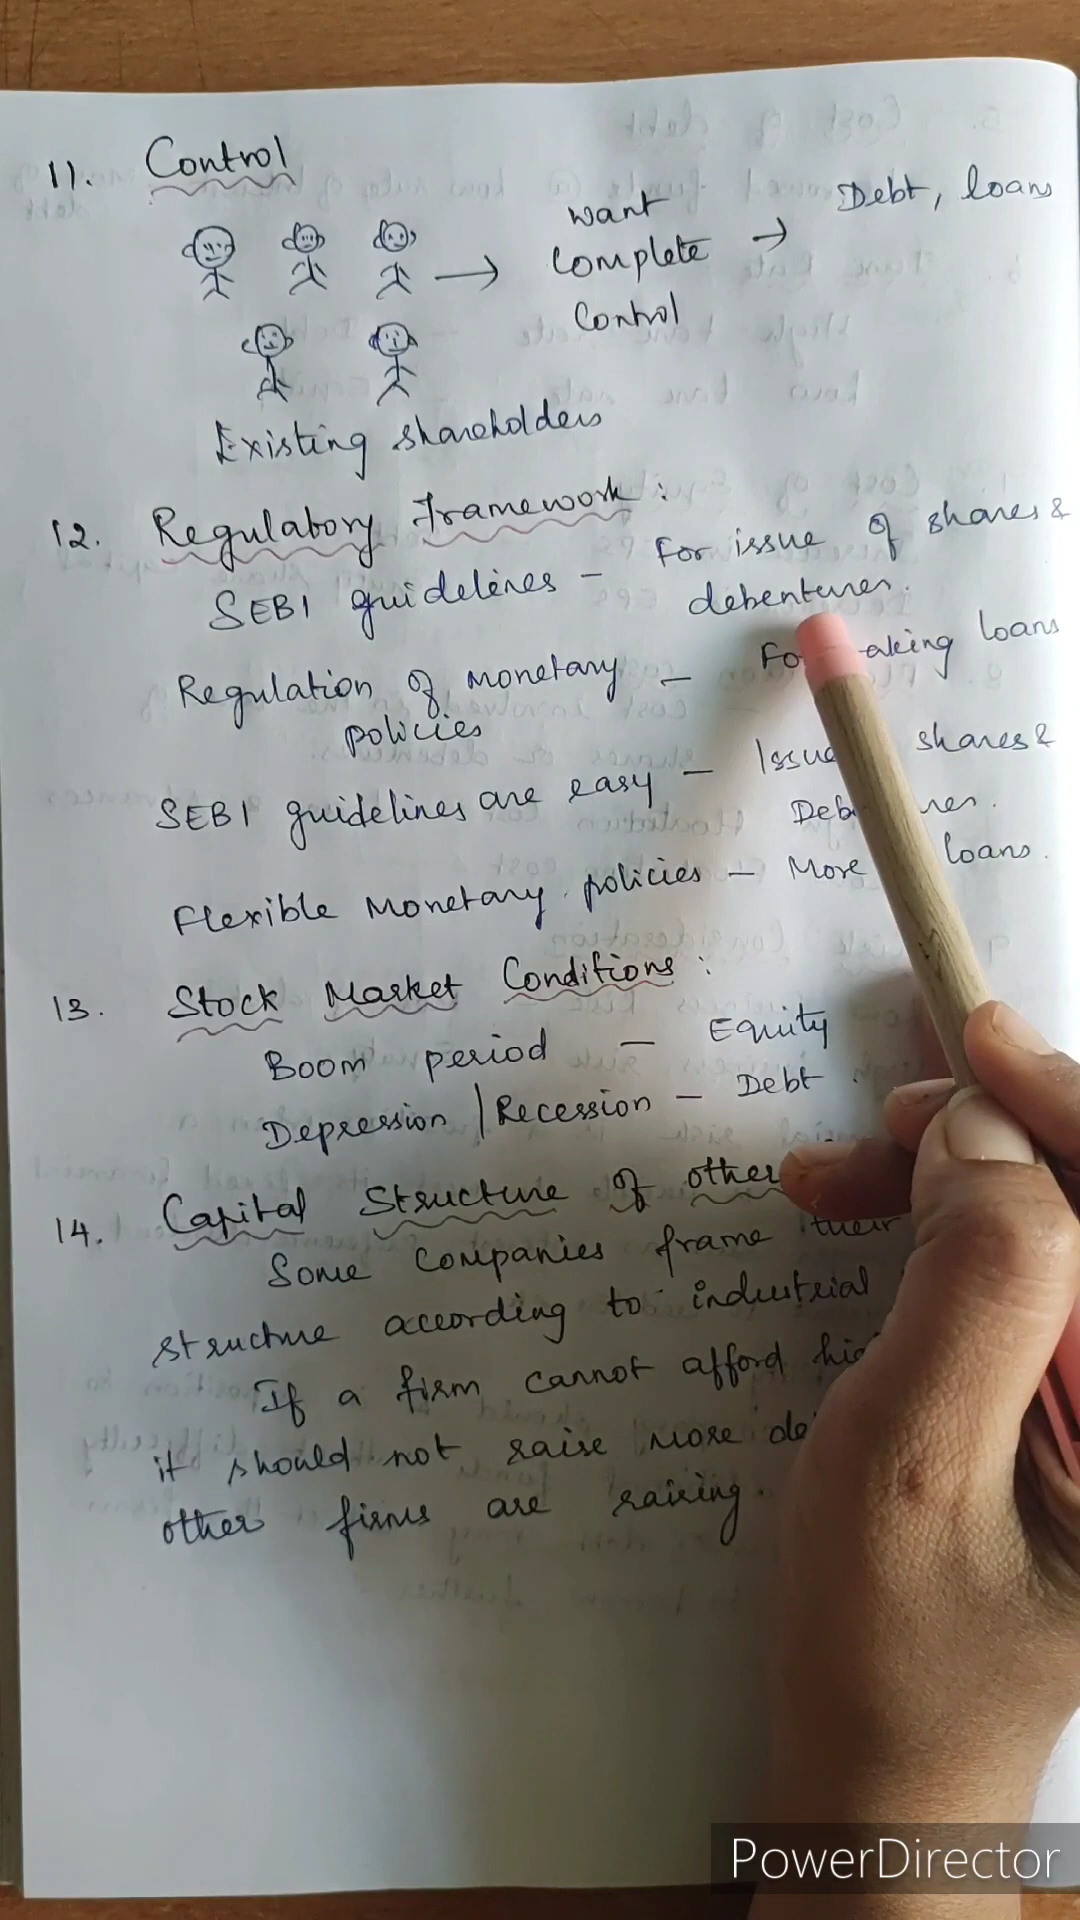 11. Control
want complete control → Debt, loans
Existing shareholders
12. Regulatory Framework :
SEBI guidelines – For issue of shares &
debentures.
Regulation of monetary policies – loans
SEBI guidelines are easy – shares &
Flexible Monetary policies – More loans.
13. Stock Market Conditions :
Boom period – Equity
Depression / Recession – Debt.
14. Capital Structure of other
Some companies frame their
structure according to industrial
If a firm cannot afford
it should not raise more
other firms are raising.
PowerDirector